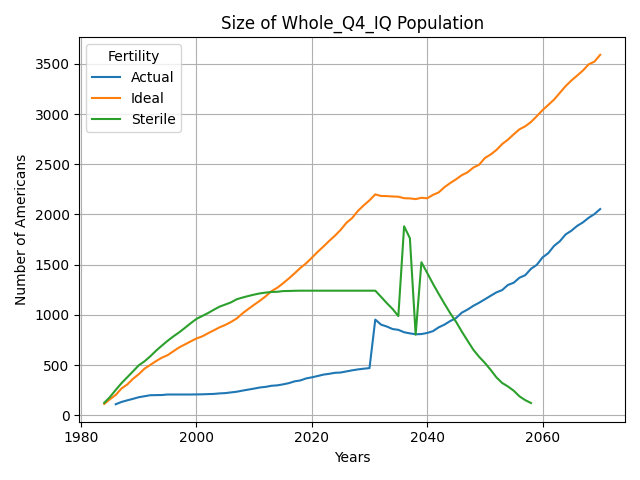 Size of Whole_Q4_IQ Population
Fertility
Actual
Ideal
Sterile
Number of Americans
3500
3000
2500
2000
1500
1000
500
0
1980
2000
2020
2040
2060
Years